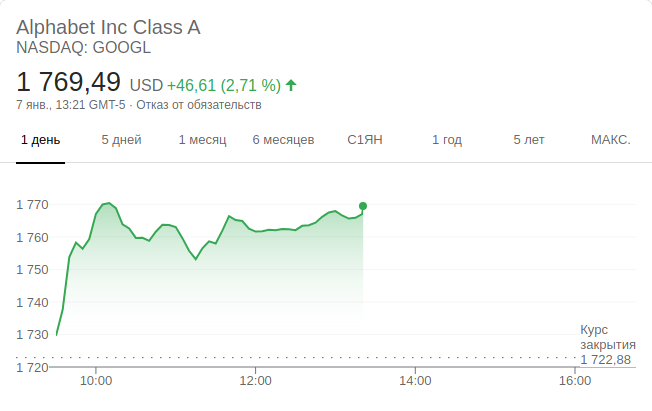 Alphabet Inc Class A
NASDAQ: GOOGL
1 769,49 USD +46,61 (2,71 %)
7 янв., 13:21 GMT-5 · Отказ от обязательств
1 день 5 дней 1 месяц 6 месяцев С1ЯН 1 год 5 лет МАКС.
1 770
1 760
1 750
1 740
1 730
1 720
Курс
закрытия
1 722,88
10:00 12:00 14:00 16:00